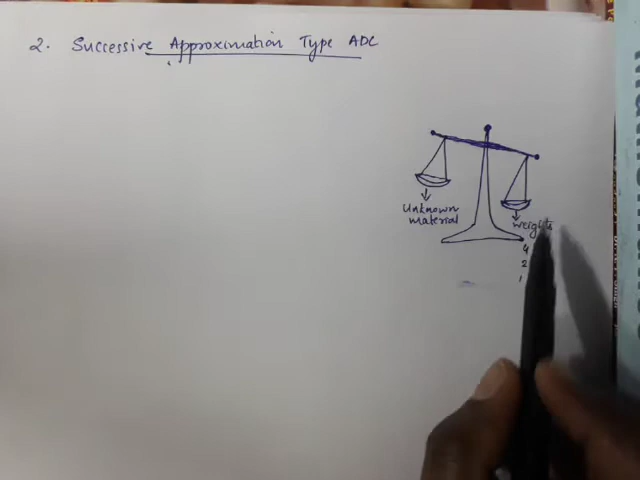 2. Successive Approximation Type ADC
Unknown
material
weights
4
2
1